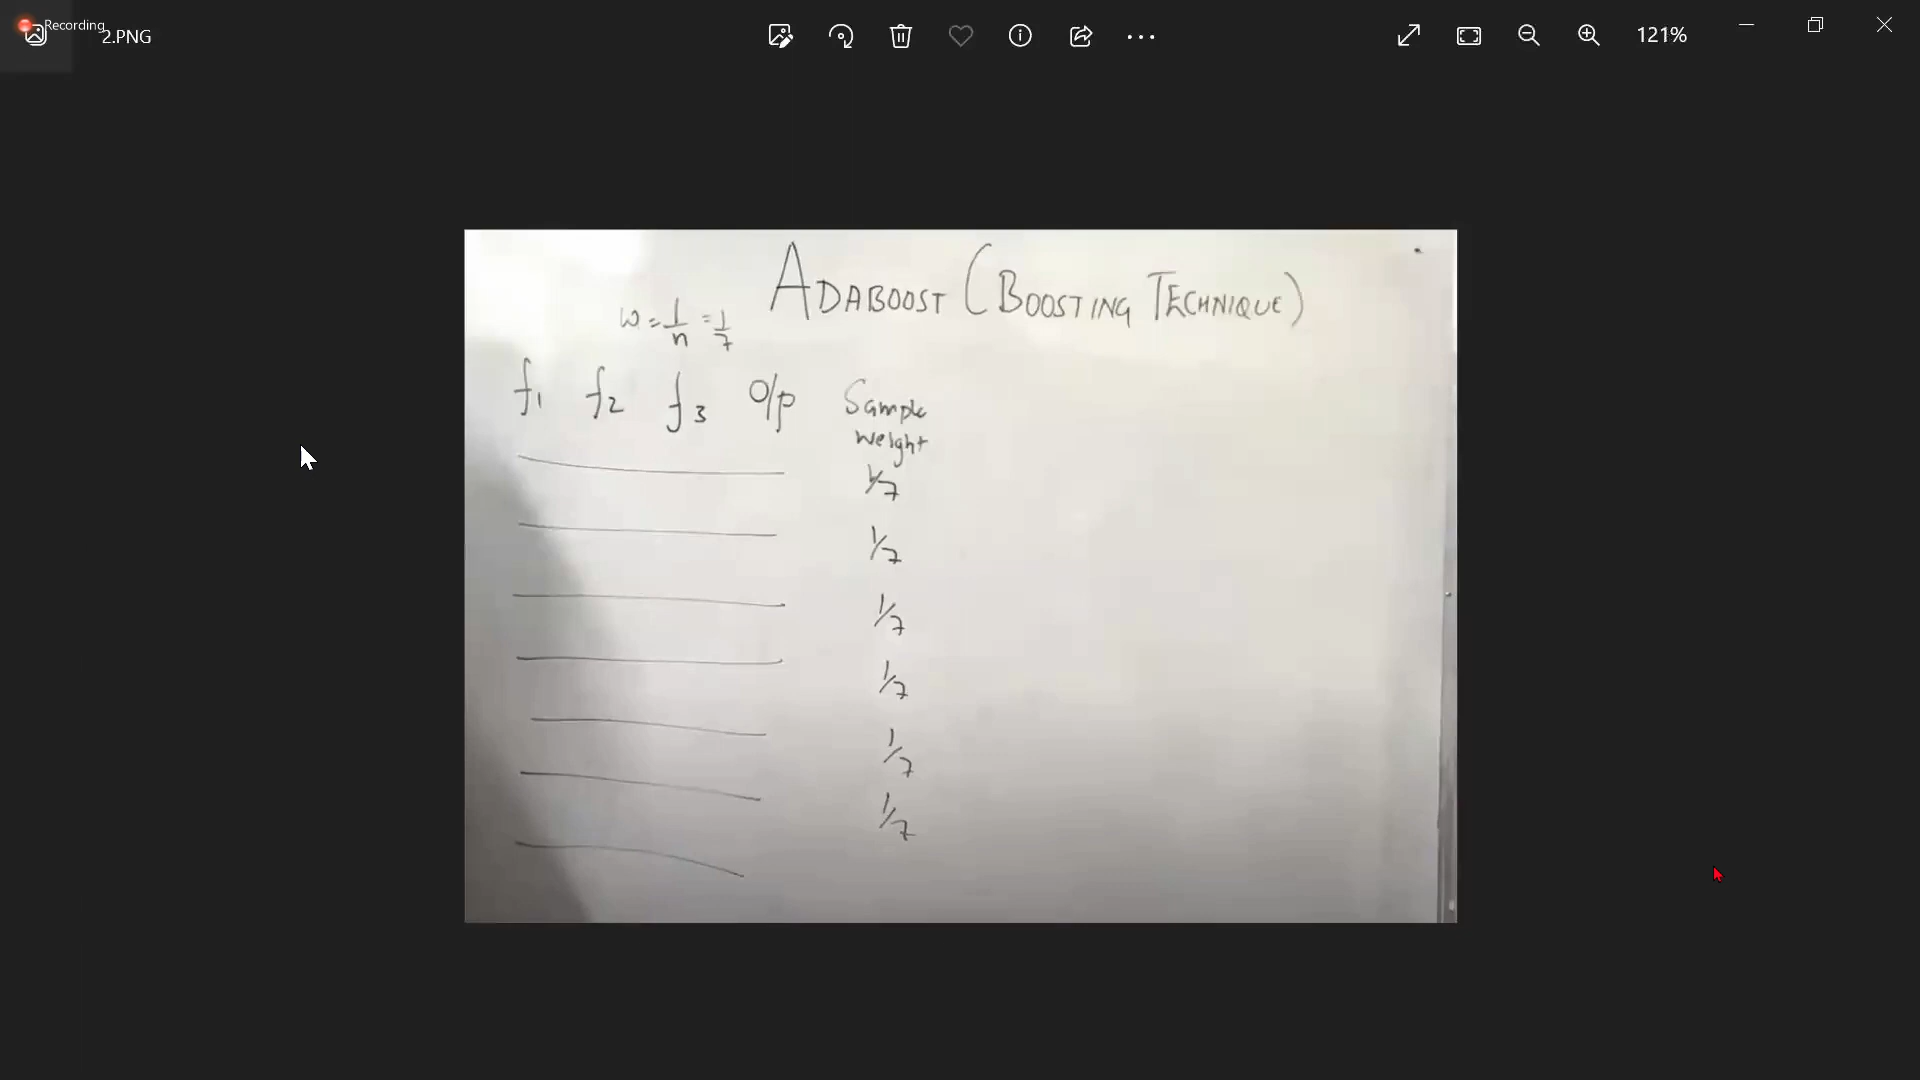 Recording
2.PNG
121%
ADABOOST (BOOSTING TECHNIQUE)
w = 1/n = 1/7
f1 f2 f3 O/p Sample weight
1/7
1/7
1/7
1/7
1/7
1/7